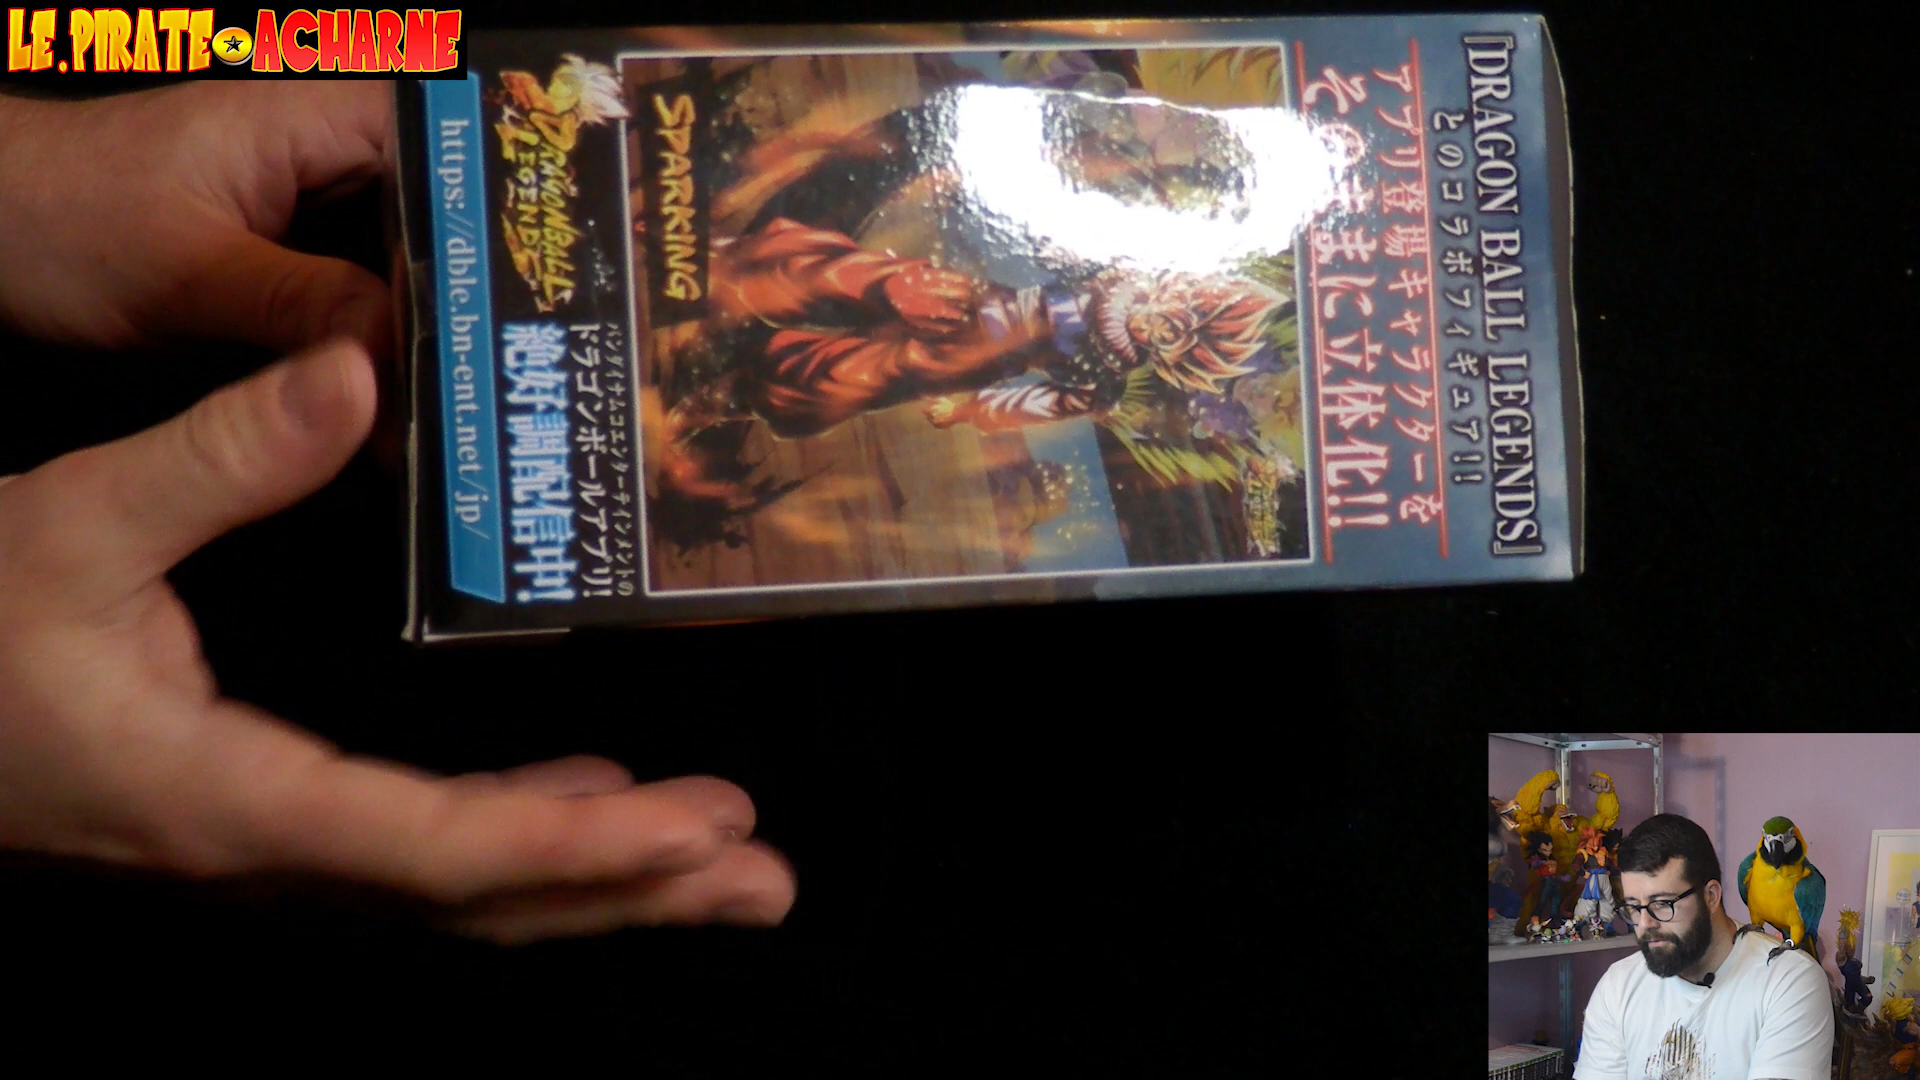 LE.PIRATE ACHARNE
『DRAGON BALL LEGENDS』
とのコラボフィギュア!!
アプリ登場キャラクターを
そのままに立体化!!
SPARKING
DRAGONBALL
LEGENDS
バンダイナムコエンターテインメントの
ドラゴンボールアプリ!
絶好調配信中!
https://dble.bn-ent.net/jp/